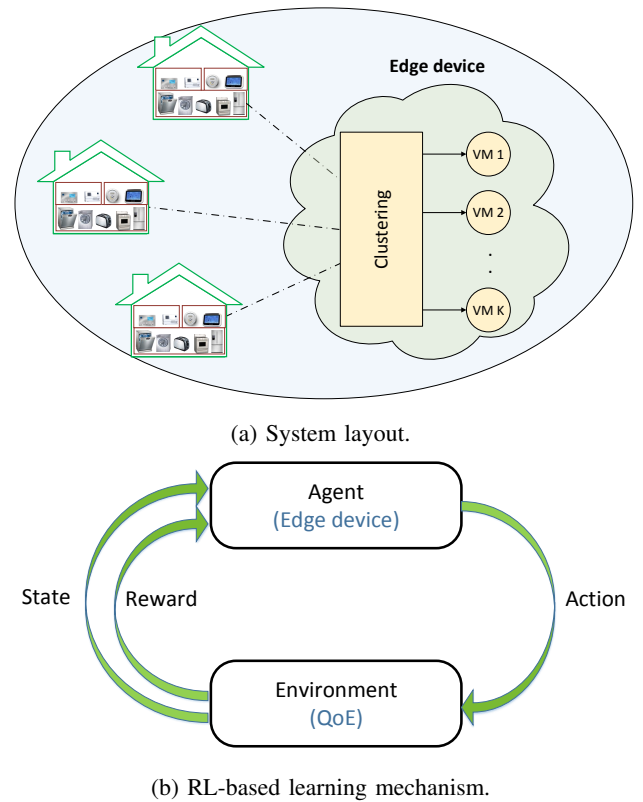 Edge device
Clustering
VM 1
VM 2
.
.
VM K
(a) System layout.
Agent
(Edge device)
State
Reward
Action
Environment
(QoE)
(b) RL-based learning mechanism.